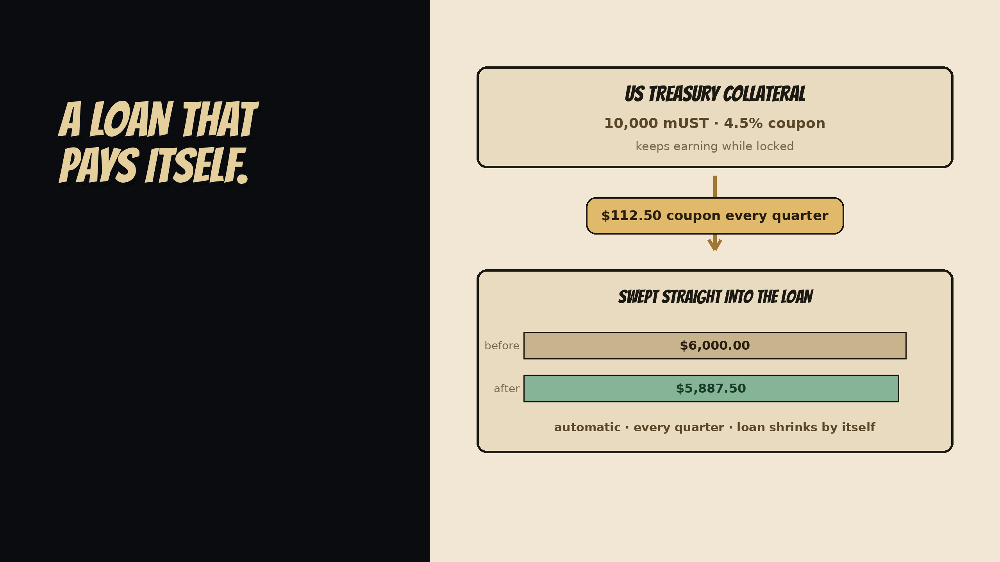 A LOAN THAT
PAYS ITSELF.
US TREASURY COLLATERAL
10,000 mUST · 4.5% coupon
keeps earning while locked
$112.50 coupon every quarter
SWEPT STRAIGHT INTO THE LOAN
before
$6,000.00
after
$5,887.50
automatic · every quarter · loan shrinks by itself